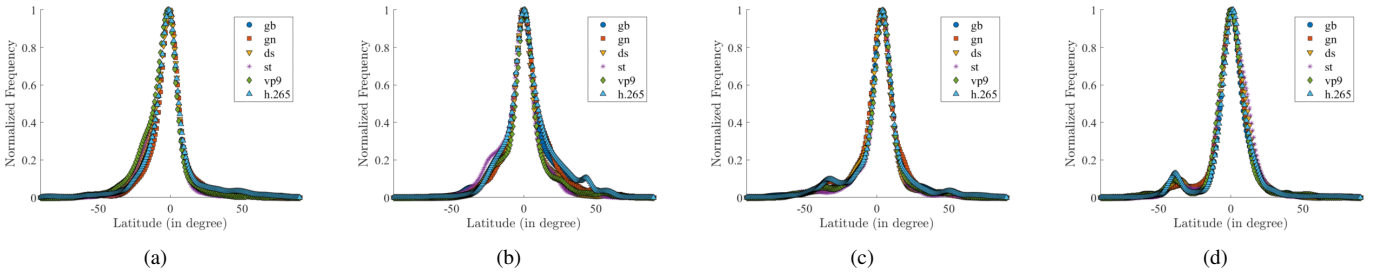 1
0.8
0.6
0.4
0.2
0
-50
0
50
Normalized Frequency
Latitude (in degree)
gb
gn
ds
st
vp9
h.265
(a)
1
0.8
0.6
0.4
0.2
0
-50
0
50
Normalized Frequency
Latitude (in degree)
gb
gn
ds
st
vp9
h.265
(b)
1
0.8
0.6
0.4
0.2
0
-50
0
50
Normalized Frequency
Latitude (in degree)
gb
gn
ds
st
vp9
h.265
(c)
1
0.8
0.6
0.4
0.2
0
-50
0
50
Normalized Frequency
Latitude (in degree)
gb
gn
ds
st
vp9
h.265
(d)